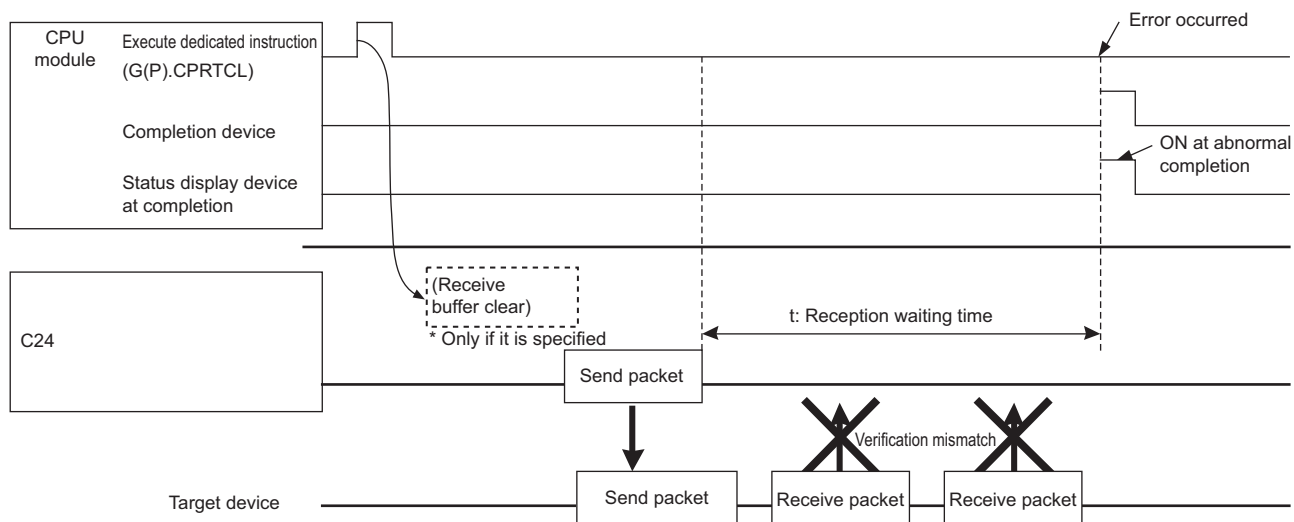 Error occurred
CPU
module
Execute dedicated instruction
(G(P).CPRTCL)
Completion device
ON at abnormal
completion
Status display device
at completion
(Receive
buffer clear)
* Only if it is specified
t: Reception waiting time
C24
Send packet
Verification mismatch
Target device
Send packet
Receive packet
Receive packet